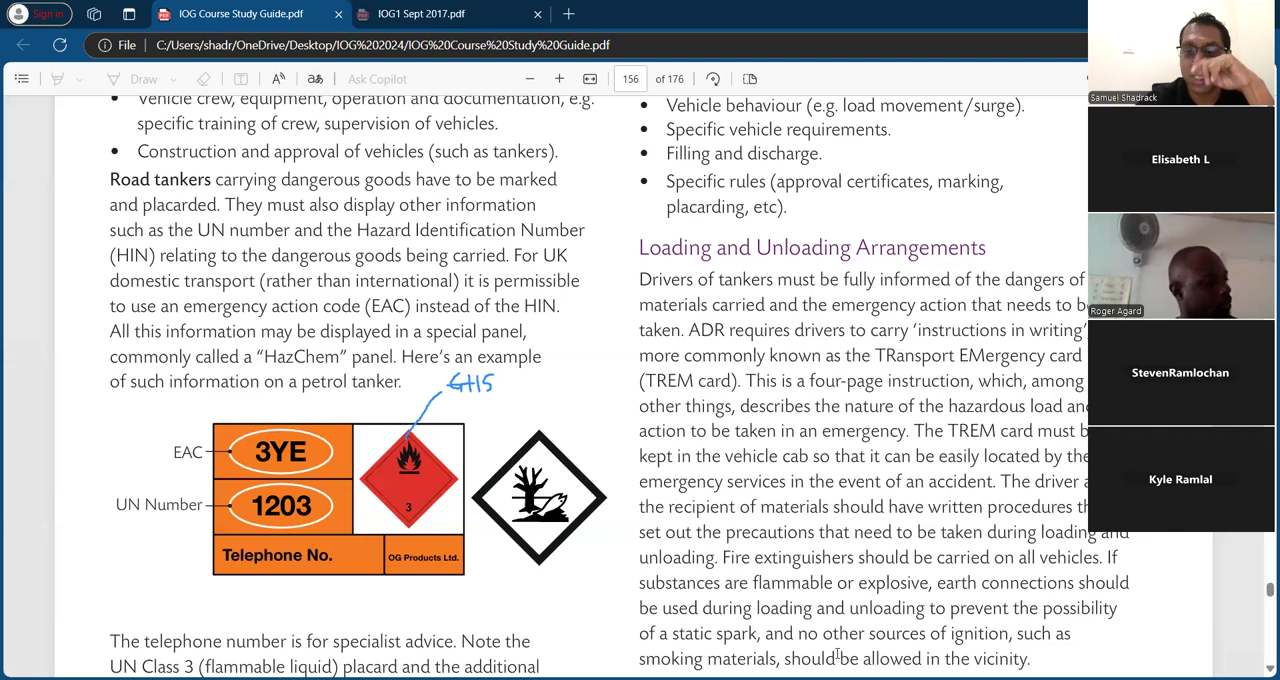 Sign in
IOG Course Study Guide.pdf
IOG1 Sept 2017.pdf
File
C:/Users/shadr/OneDrive/Desktop/IOG%202024/IOG%20Course%20Study%20Guide.pdf
Draw
Ask Copilot
156 of 176
Vehicle crew, equipment, operation and documentation, e.g.
specific training of crew, supervision of vehicles.
• Construction and approval of vehicles (such as tankers).
Road tankers carrying dangerous goods have to be marked
and placarded. They must also display other information
such as the UN number and the Hazard Identification Number
(HIN) relating to the dangerous goods being carried. For UK
domestic transport (rather than international) it is permissible
to use an emergency action code (EAC) instead of the HIN.
All this information may be displayed in a special panel,
commonly called a “HazChem” panel. Here’s an example
of such information on a petrol tanker.
GHS
EAC
3YE
UN Number
1203
3
Telephone No.
OG Products Ltd.
The telephone number is for specialist advice. Note the
UN Class 3 (flammable liquid) placard and the additional
• Vehicle behaviour (e.g. load movement/surge).
• Specific vehicle requirements.
• Filling and discharge.
• Specific rules (approval certificates, marking,
placarding, etc).
Loading and Unloading Arrangements
Drivers of tankers must be fully informed of the dangers of
materials carried and the emergency action that needs to be
taken. ADR requires drivers to carry ‘instructions in writing’,
more commonly known as the TRansport EMergency card
(TREM card). This is a four-page instruction, which, among
other things, describes the nature of the hazardous load and
action to be taken in an emergency. The TREM card must be
kept in the vehicle cab so that it can be easily located by the
emergency services in the event of an accident. The driver
the recipient of materials should have written procedures
set out the precautions that need to be taken during loading and
unloading. Fire extinguishers should be carried on all vehicles. If
substances are flammable or explosive, earth connections should
be used during loading and unloading to prevent the possibility
of a static spark, and no other sources of ignition, such as
smoking materials, should be allowed in the vicinity.
Samuel Shadrack
Elisabeth L
Roger Agard
StevenRamlochan
Kyle Ramlal